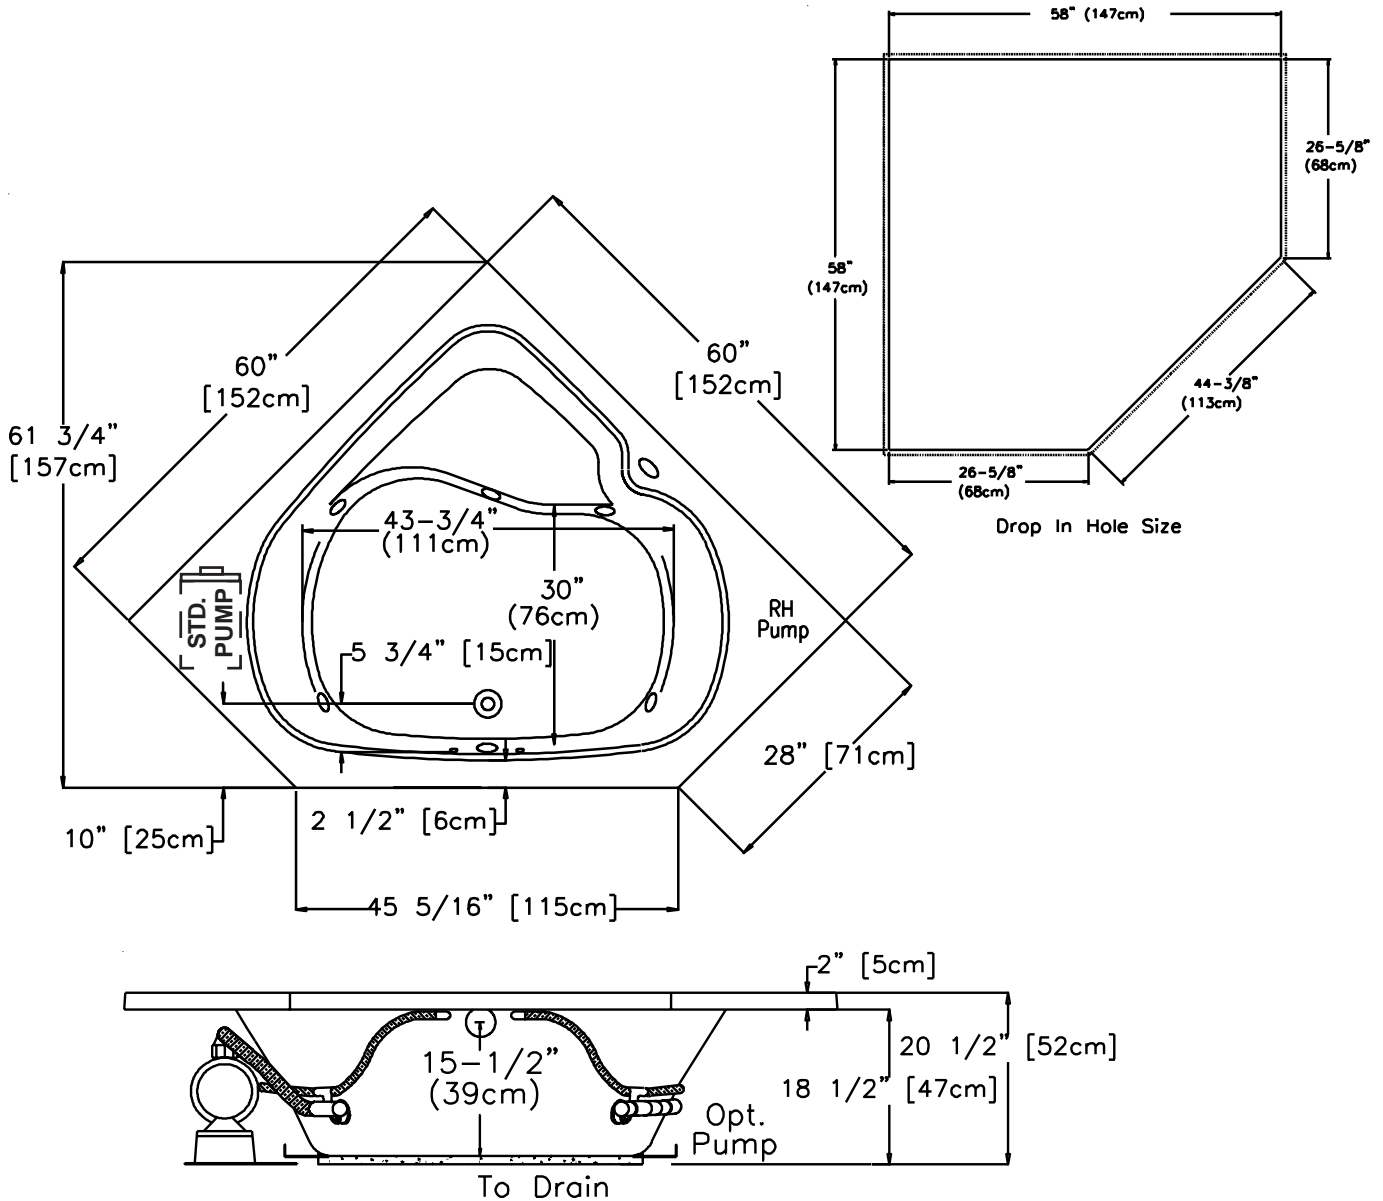 58" (147cm)
26-5/8"
(68cm)
58"
(147cm)
44-3/8"
(113cm)
26-5/8"
(68cm)
Drop In Hole Size
60"
[152cm]
60"
[152cm]
61 3/4"
[157cm]
43-3/4"
(111cm)
30"
(76cm)
STD.
PUMP
RH
Pump
5 3/4" [15cm]
28" [71cm]
2 1/2" [6cm]
10" [25cm]
45 5/16" [115cm]
2" [5cm]
20 1/2" [52cm]
15-1/2"
(39cm)
18 1/2" [47cm]
Opt.
Pump
To Drain